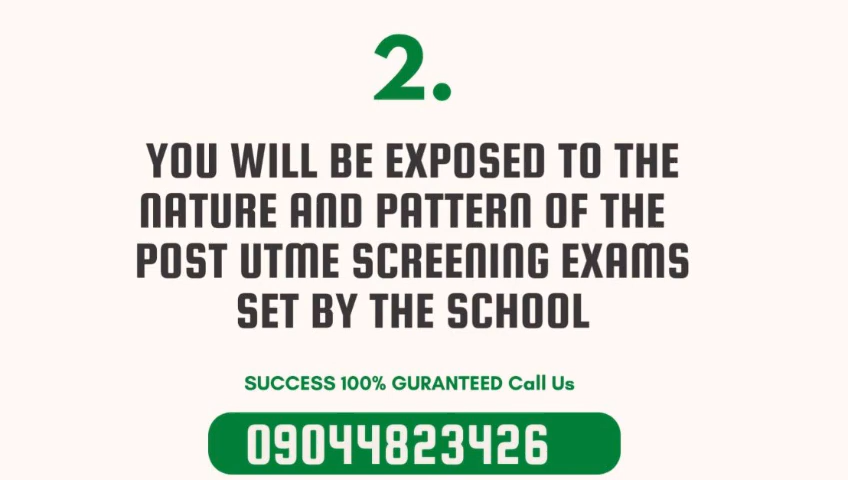 2.
YOU WILL BE EXPOSED TO THE
NATURE AND PATTERN OF THE
POST UTME SCREENING EXAMS
SET BY THE SCHOOL
SUCCESS 100% GURANTEED Call Us
09044823426